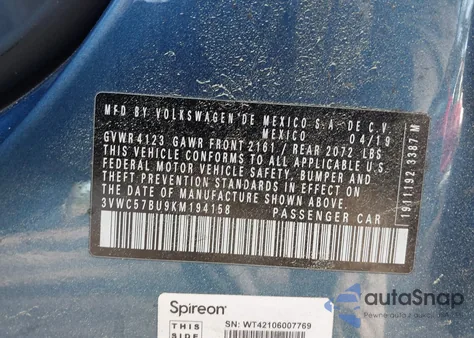 MFD BY VOLKSWAGEN DE MEXICO S.A. DE C.V.
MEXICO 04/19
GVWR 4123 GAWR FRONT 2161 / REAR 2072 LBS
THIS VEHICLE CONFORMS TO ALL APPLICABLE U.S.
FEDERAL MOTOR VEHICLE SAFETY, BUMPER, AND
THEFT PREVENTION STANDARDS IN EFFECT ON THE
DATE OF MANUFACTURE SHOWN ABOVE.
3VWC57BU9KM194158 PASSENGER CAR
1911192 3387 M
Spireon
SN: WT42106007769
THIS
SIDE
autoSnap